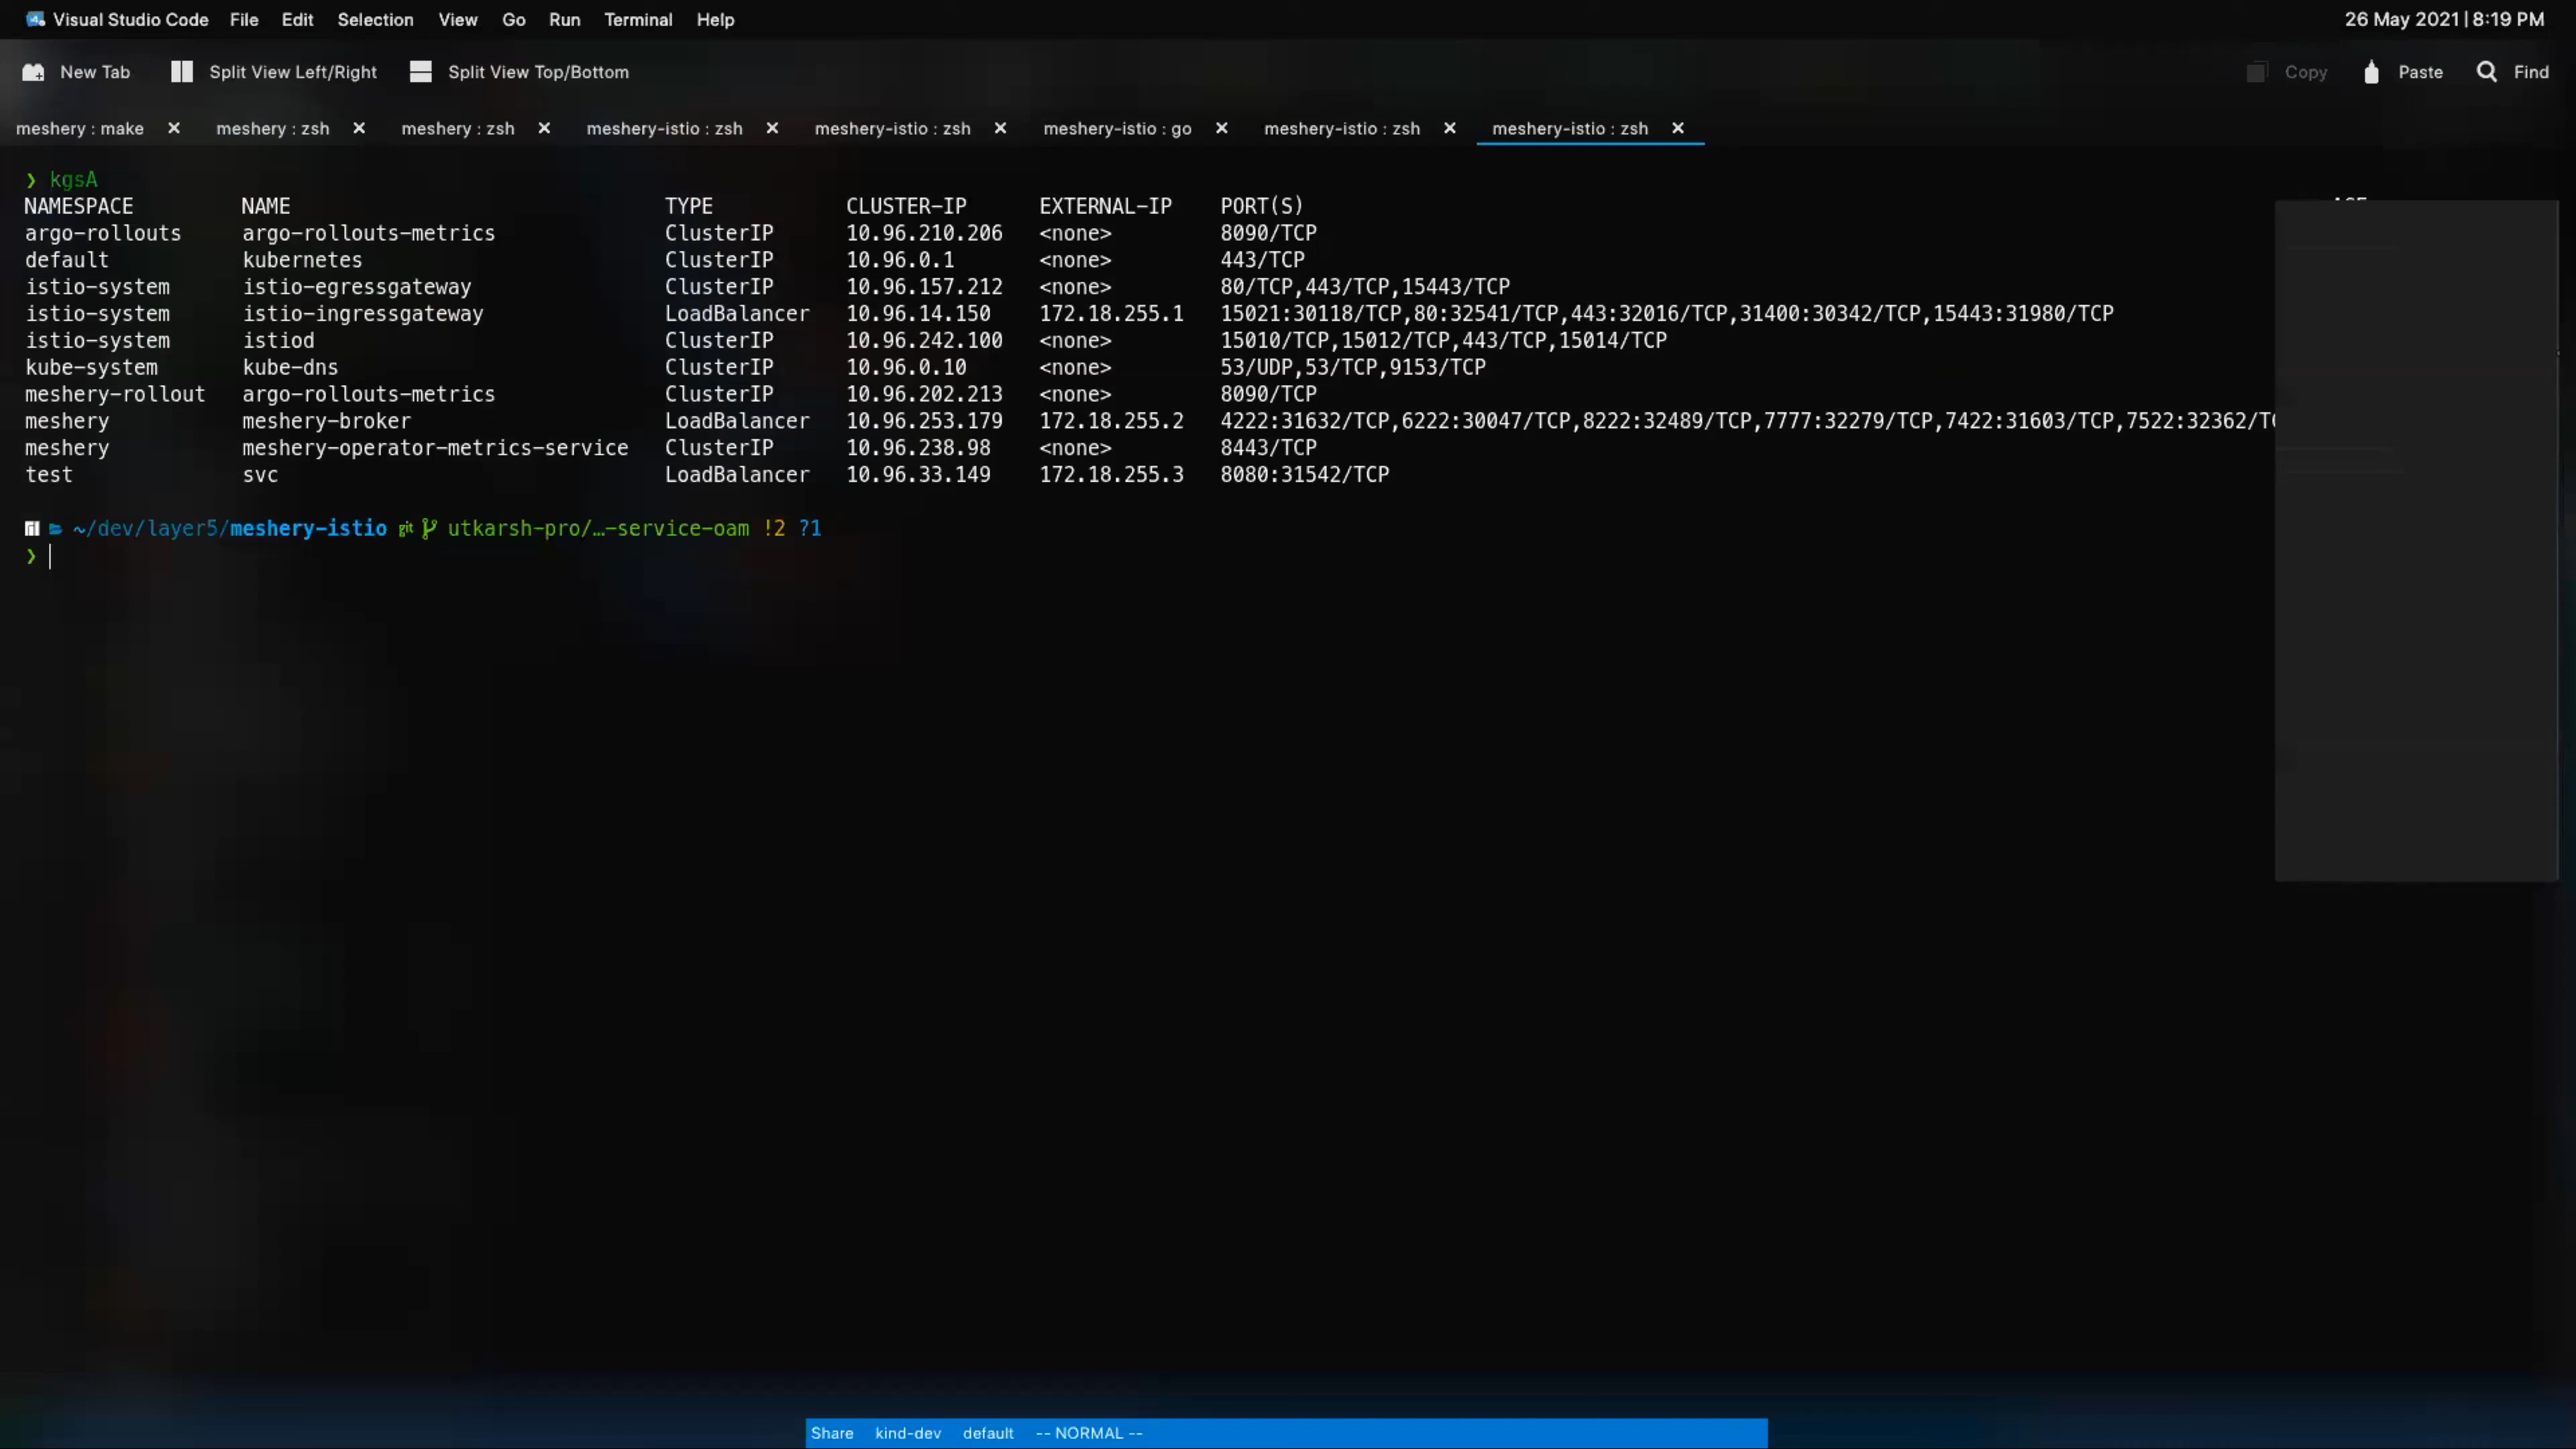 Visual Studio Code File Edit Selection View Go Run Terminal Help 26 May 2021|8:19 PM
New Tab Split View Left/Right Split View Top/Bottom Copy Paste Find
meshery : make × meshery : zsh × meshery : zsh × meshery-istio : zsh × meshery-istio : zsh × meshery-istio : go × meshery-istio : zsh × meshery-istio : zsh ×
❯ kgsA
NAMESPACE NAME TYPE CLUSTER-IP EXTERNAL-IP PORT(S)
argo-rollouts argo-rollouts-metrics ClusterIP 10.96.210.206 <none> 8090/TCP
default kubernetes ClusterIP 10.96.0.1 <none> 443/TCP
istio-system istio-egressgateway ClusterIP 10.96.157.212 <none> 80/TCP,443/TCP,15443/TCP
istio-system istio-ingressgateway LoadBalancer 10.96.14.150 172.18.255.1 15021:30118/TCP,80:32541/TCP,443:32016/TCP,31400:30342/TCP,15443:31980/TCP
istio-system istiod ClusterIP 10.96.242.100 <none> 15010/TCP,15012/TCP,443/TCP,15014/TCP
kube-system kube-dns ClusterIP 10.96.0.10 <none> 53/UDP,53/TCP,9153/TCP
meshery-rollout argo-rollouts-metrics ClusterIP 10.96.202.213 <none> 8090/TCP
meshery meshery-broker LoadBalancer 10.96.253.179 172.18.255.2 4222:31632/TCP,6222:30047/TCP,8222:32489/TCP,7777:32279/TCP,7422:31603/TCP,7522:32362/T
meshery meshery-operator-metrics-service ClusterIP 10.96.238.98 <none> 8443/TCP
test svc LoadBalancer 10.96.33.149 172.18.255.3 8080:31542/TCP
~/dev/layer5/meshery-istio git utkarsh-pro/…-service-oam !2 ?1
❯
Share kind-dev default -- NORMAL --